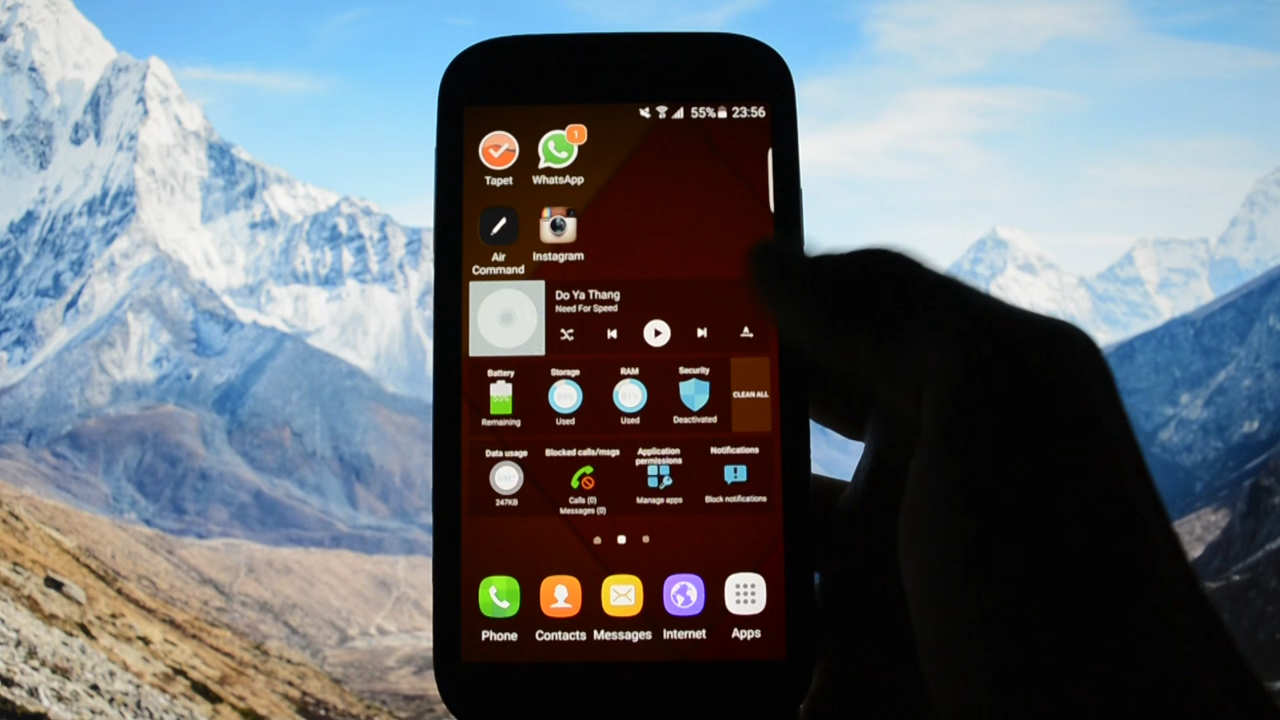 55% 23:56
1
Tapet WhatsApp
Air Command Instagram
Do Ya Thang
Need For Speed
A
Battery Storage RAM Security
CLEAN ALL
Remaining Used Used Deactivated
Data usage Blocked calls/msgs Application permissions Notifications
247KB Calls (0) Manage apps Block notifications
Messages (0)
Phone Contacts Messages Internet Apps